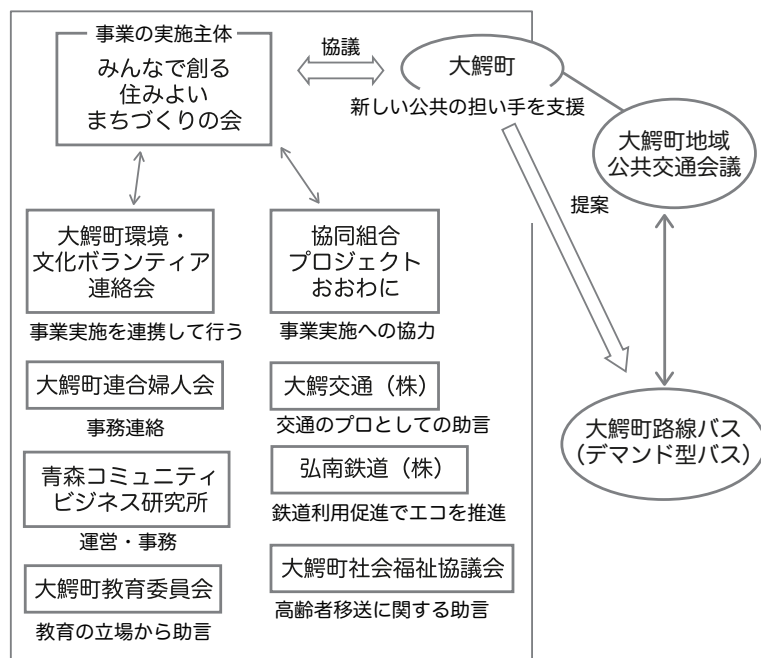 事業の実施主体
みんなで創る
住みよい
まちづくりの会
協議
大鰐町
新しい公共の担い手を支援
大鰐町地域
公共交通会議
提案
大鰐町環境・
文化ボランティア
連絡会
事業実施を連携して行う
協同組合
プロジェクト
おおわに
事業実施への協力
大鰐町連合婦人会
事務連絡
大鰐交通（株）
交通のプロとしての助言
大鰐町路線バス
（デマンド型バス）
青森コミュニティ
ビジネス研究所
運営・事務
弘南鉄道（株）
鉄道利用促進でエコを推進
大鰐町教育委員会
教育の立場から助言
大鰐町社会福祉協議会
高齢者移送に関する助言